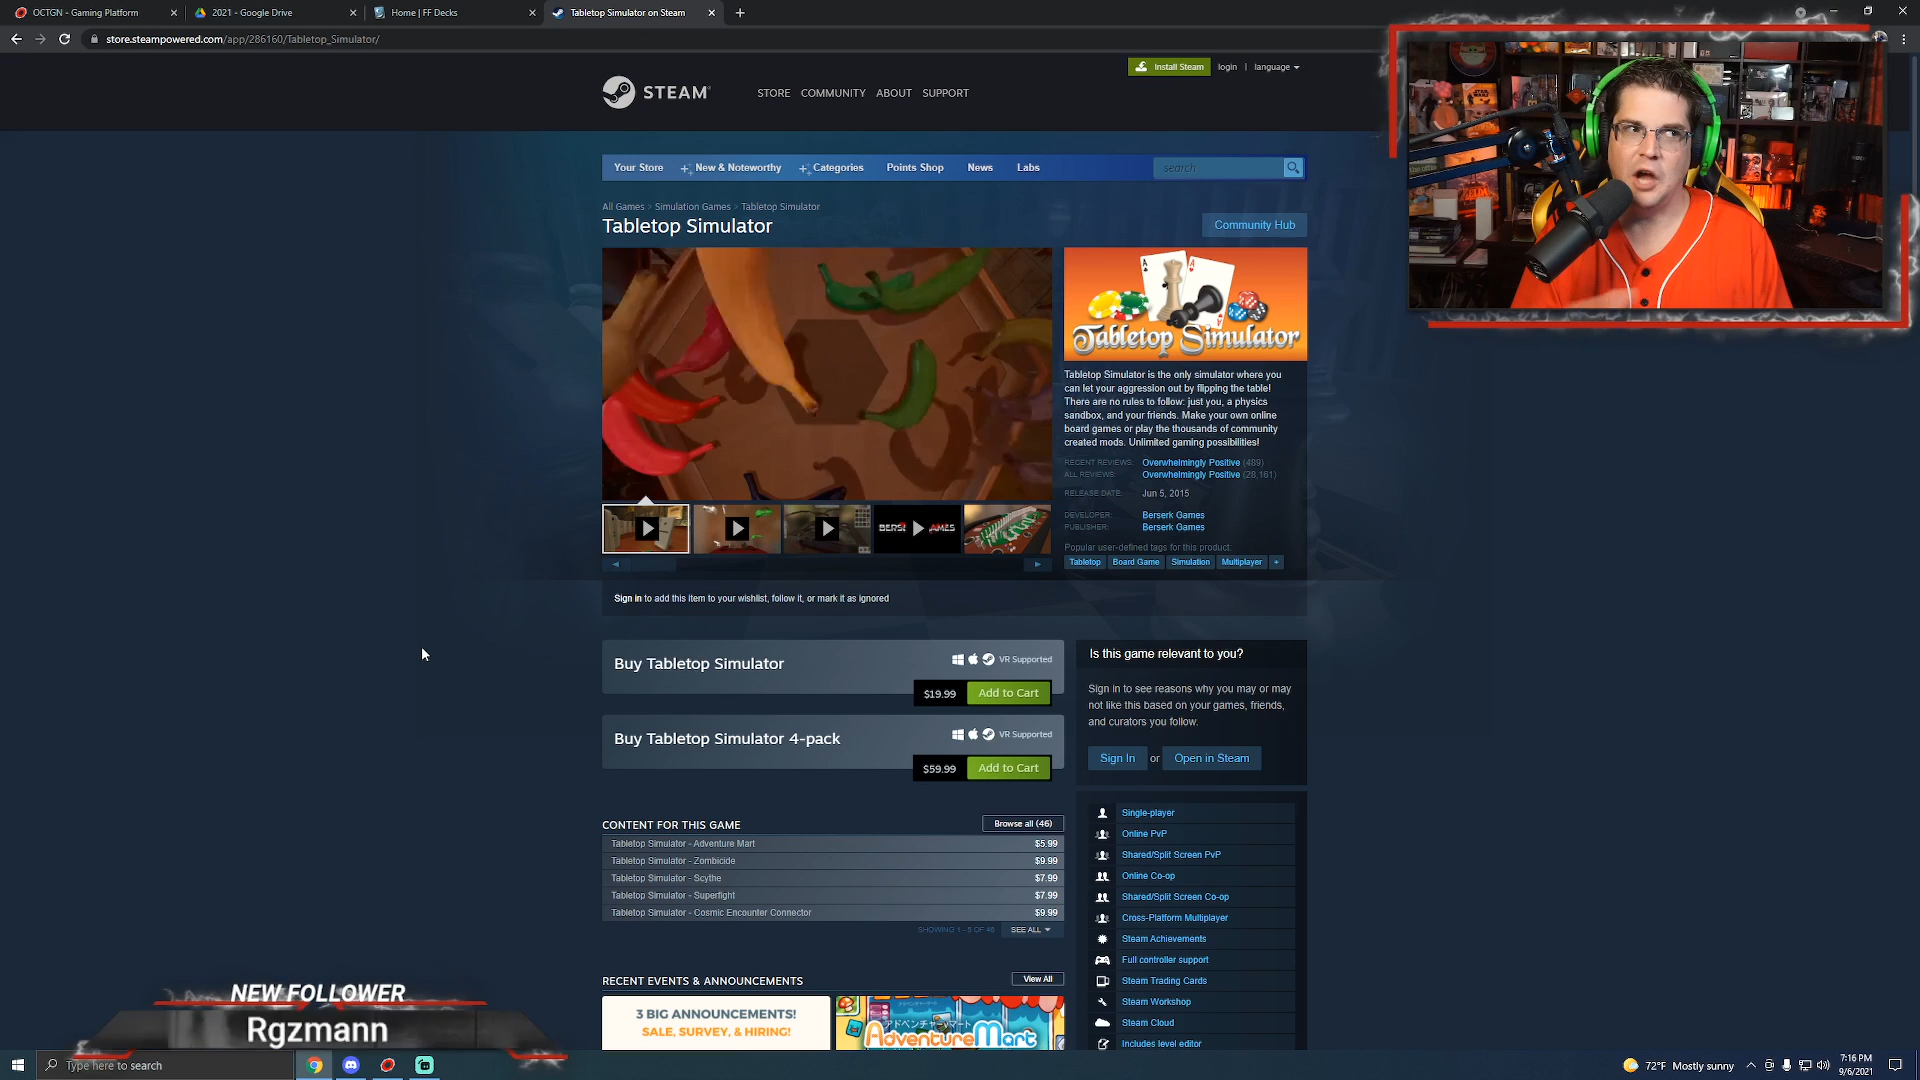 OCTGN - Gaming Platform
2021 - Google Drive
Home | FF Decks
Tabletop Simulator on Steam
store.steampowered.com/app/286160/Tabletop_Simulator/
Install Steam
login | language
STEAM
STORE COMMUNITY ABOUT SUPPORT
Your Store New & Noteworthy Categories Points Shop News Labs
search
All Games > Simulation Games > Tabletop Simulator
Tabletop Simulator
Community Hub
Tabletop Simulator
Tabletop Simulator is the only simulator where you
can let your aggression out by flipping the table!
There are no rules to follow: just you, a physics
sandbox, and your friends. Make your own online
board games or play the thousands of community
created mods. Unlimited gaming possibilities!
RECENT REVIEWS: Overwhelmingly Positive (489)
ALL REVIEWS: Overwhelmingly Positive (28,161)
RELEASE DATE: Jun 5, 2015
DEVELOPER: Berserk Games
PUBLISHER: Berserk Games
Popular user-defined tags for this product:
Tabletop Board Game Simulation Multiplayer +
Sign in to add this item to your wishlist, follow it, or mark it as ignored
Buy Tabletop Simulator
VR Supported
$19.99 Add to Cart
Buy Tabletop Simulator 4-pack
VR Supported
$59.99 Add to Cart
Is this game relevant to you?
Sign in to see reasons why you may or may
not like this based on your games, friends,
and curators you follow.
Sign In or Open in Steam
CONTENT FOR THIS GAME
Browse all (46)
Tabletop Simulator - Adventure Mart $5.99
Tabletop Simulator - Zombicide $9.99
Tabletop Simulator - Scythe $7.99
Tabletop Simulator - Superfight $7.99
Tabletop Simulator - Cosmic Encounter Connector $9.99
SHOWING 1 - 5 OF 46 SEE ALL
Single-player
Online PvP
Shared/Split Screen PvP
Online Co-op
Shared/Split Screen Co-op
Cross-Platform Multiplayer
Steam Achievements
Full controller support
Steam Trading Cards
Steam Workshop
Steam Cloud
Includes level editor
RECENT EVENTS & ANNOUNCEMENTS
View All
3 BIG ANNOUNCEMENTS!
SALE, SURVEY, & HIRING!
アドベンチャーマート
ADVENTUREMART
NEW FOLLOWER
Rgzmann
Type here to search
72°F Mostly sunny
7:16 PM
9/6/2021